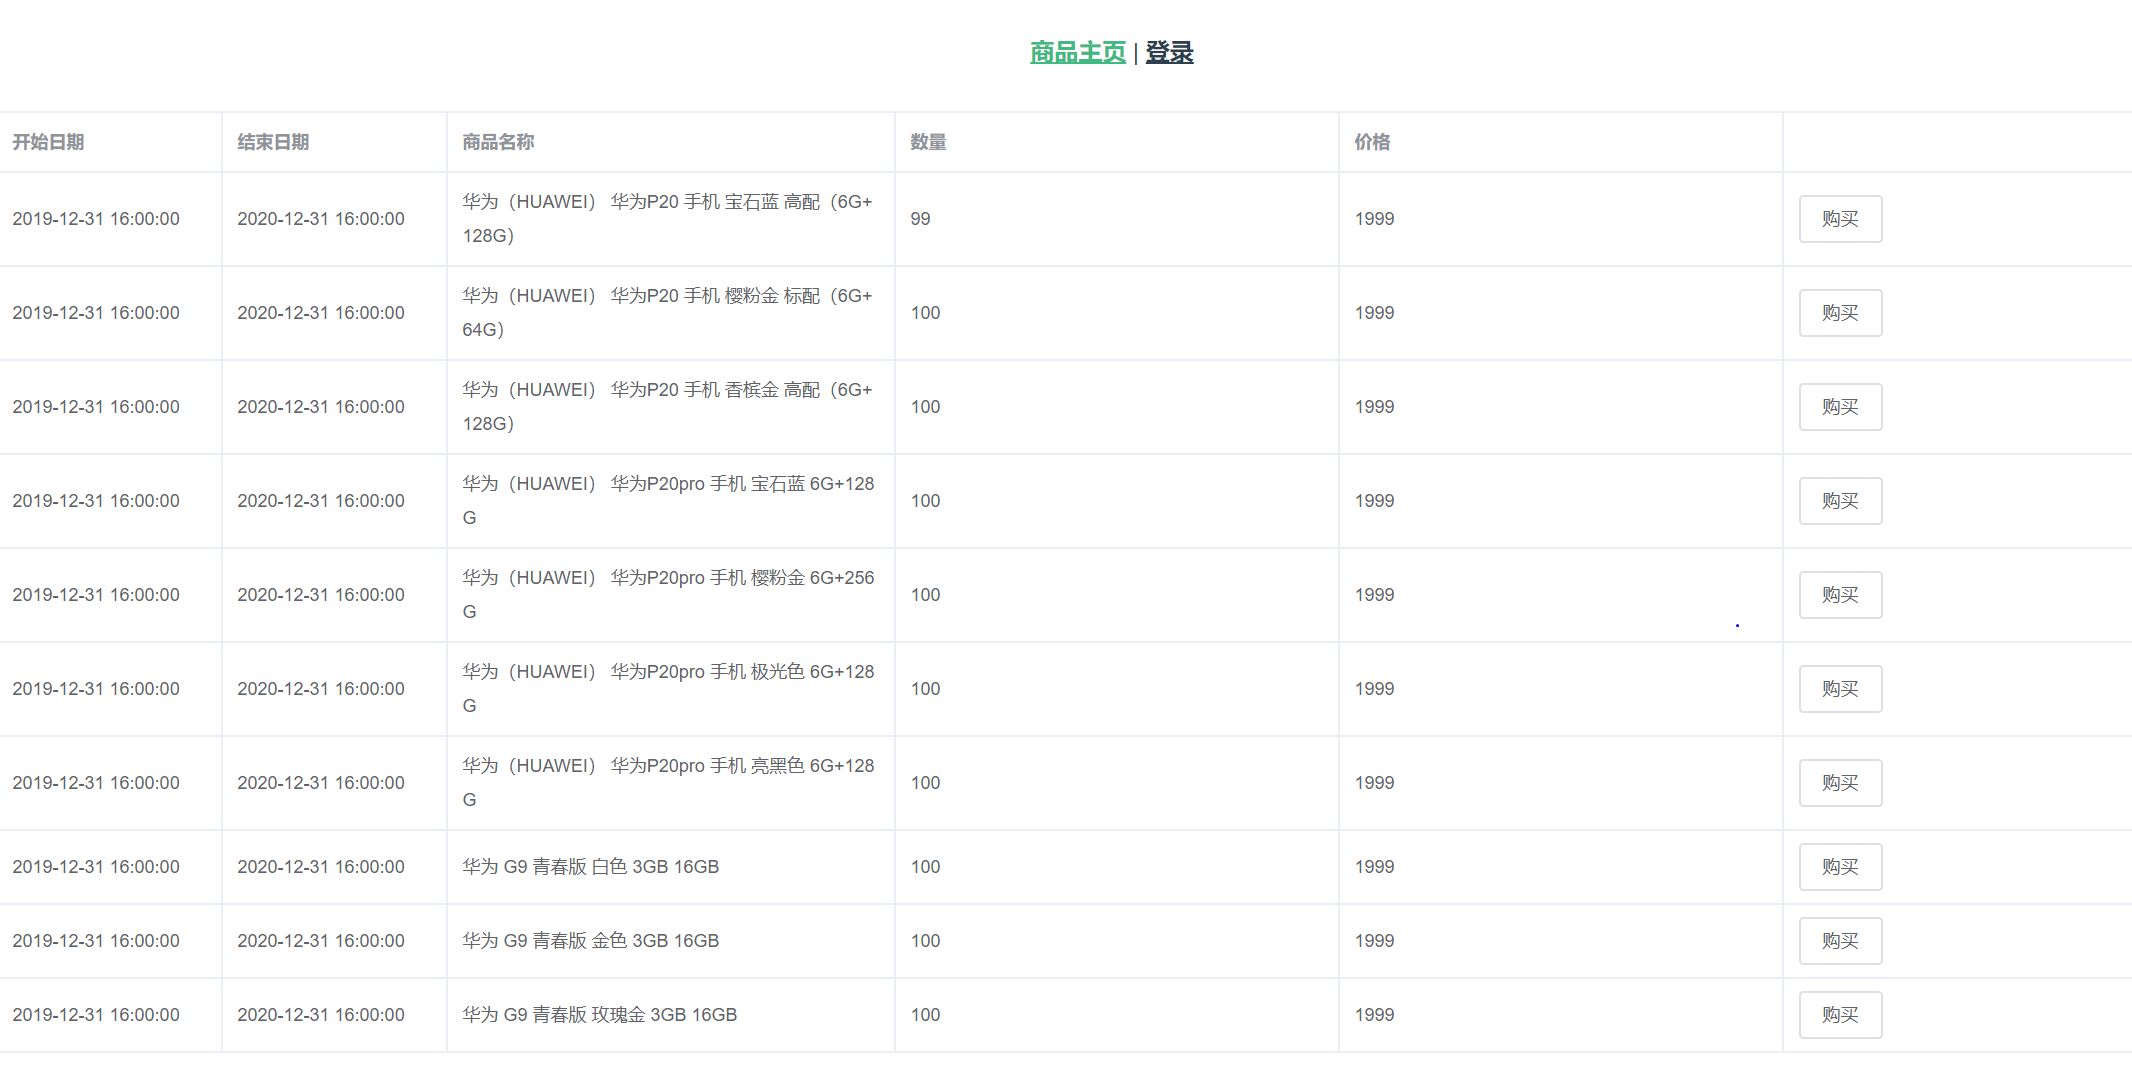 商品主页 | 登录
开始日期 结束日期 商品名称 数量 价格
2019-12-31 16:00:00 2020-12-31 16:00:00 华为（HUAWEI） 华为P20 手机 宝石蓝 高配（6G+
128G） 99 1999 购买
2019-12-31 16:00:00 2020-12-31 16:00:00 华为（HUAWEI） 华为P20 手机 樱粉金 标配（6G+
64G） 100 1999 购买
2019-12-31 16:00:00 2020-12-31 16:00:00 华为（HUAWEI） 华为P20 手机 香槟金 高配（6G+
128G） 100 1999 购买
2019-12-31 16:00:00 2020-12-31 16:00:00 华为（HUAWEI） 华为P20pro 手机 宝石蓝 6G+128
G 100 1999 购买
2019-12-31 16:00:00 2020-12-31 16:00:00 华为（HUAWEI） 华为P20pro 手机 樱粉金 6G+256
G 100 1999 购买
2019-12-31 16:00:00 2020-12-31 16:00:00 华为（HUAWEI） 华为P20pro 手机 极光色 6G+128
G 100 1999 购买
2019-12-31 16:00:00 2020-12-31 16:00:00 华为（HUAWEI） 华为P20pro 手机 亮黑色 6G+128
G 100 1999 购买
2019-12-31 16:00:00 2020-12-31 16:00:00 华为 G9 青春版 白色 3GB 16GB 100 1999 购买
2019-12-31 16:00:00 2020-12-31 16:00:00 华为 G9 青春版 金色 3GB 16GB 100 1999 购买
2019-12-31 16:00:00 2020-12-31 16:00:00 华为 G9 青春版 玫瑰金 3GB 16GB 100 1999 购买